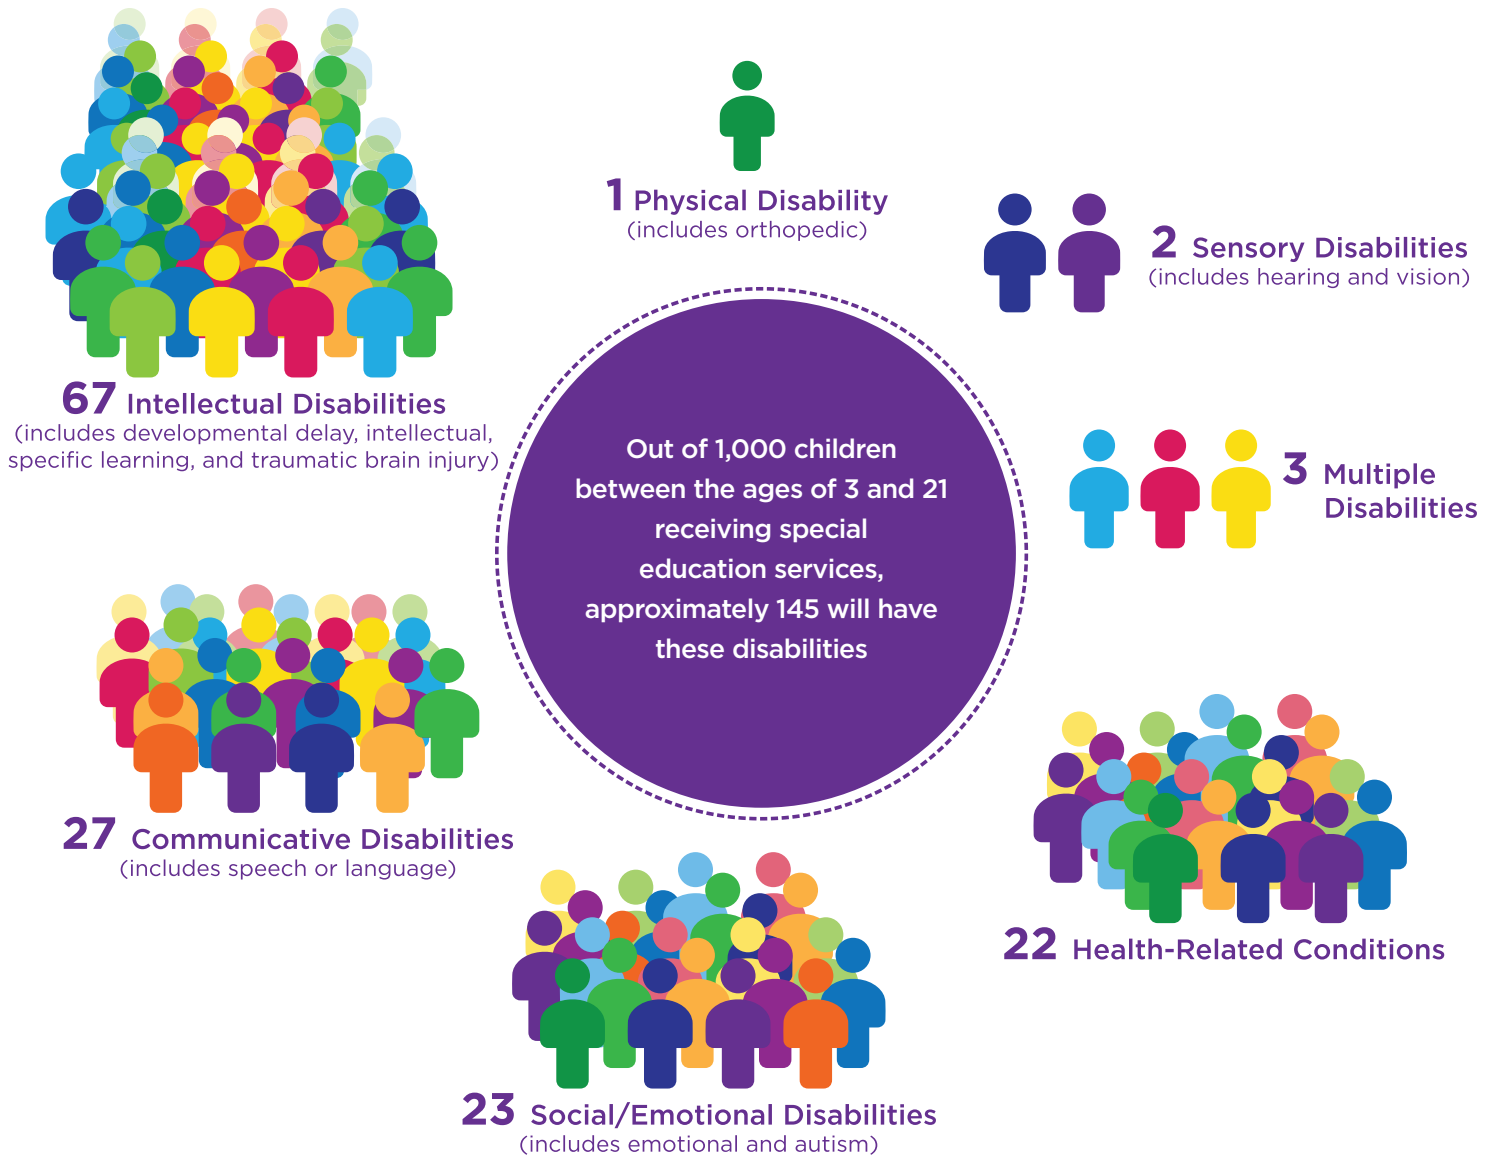 1 Physical Disability
(includes orthopedic)
2 Sensory Disabilities
(includes hearing and vision)
67 Intellectual Disabilities
(includes developmental delay, intellectual,
specific learning, and traumatic brain injury)
Out of 1,000 children
between the ages of 3 and 21
receiving special
education services,
approximately 145 will have
these disabilities
3 Multiple
Disabilities
27 Communicative Disabilities
(includes speech or language)
22 Health-Related Conditions
23 Social/Emotional Disabilities
(includes emotional and autism)